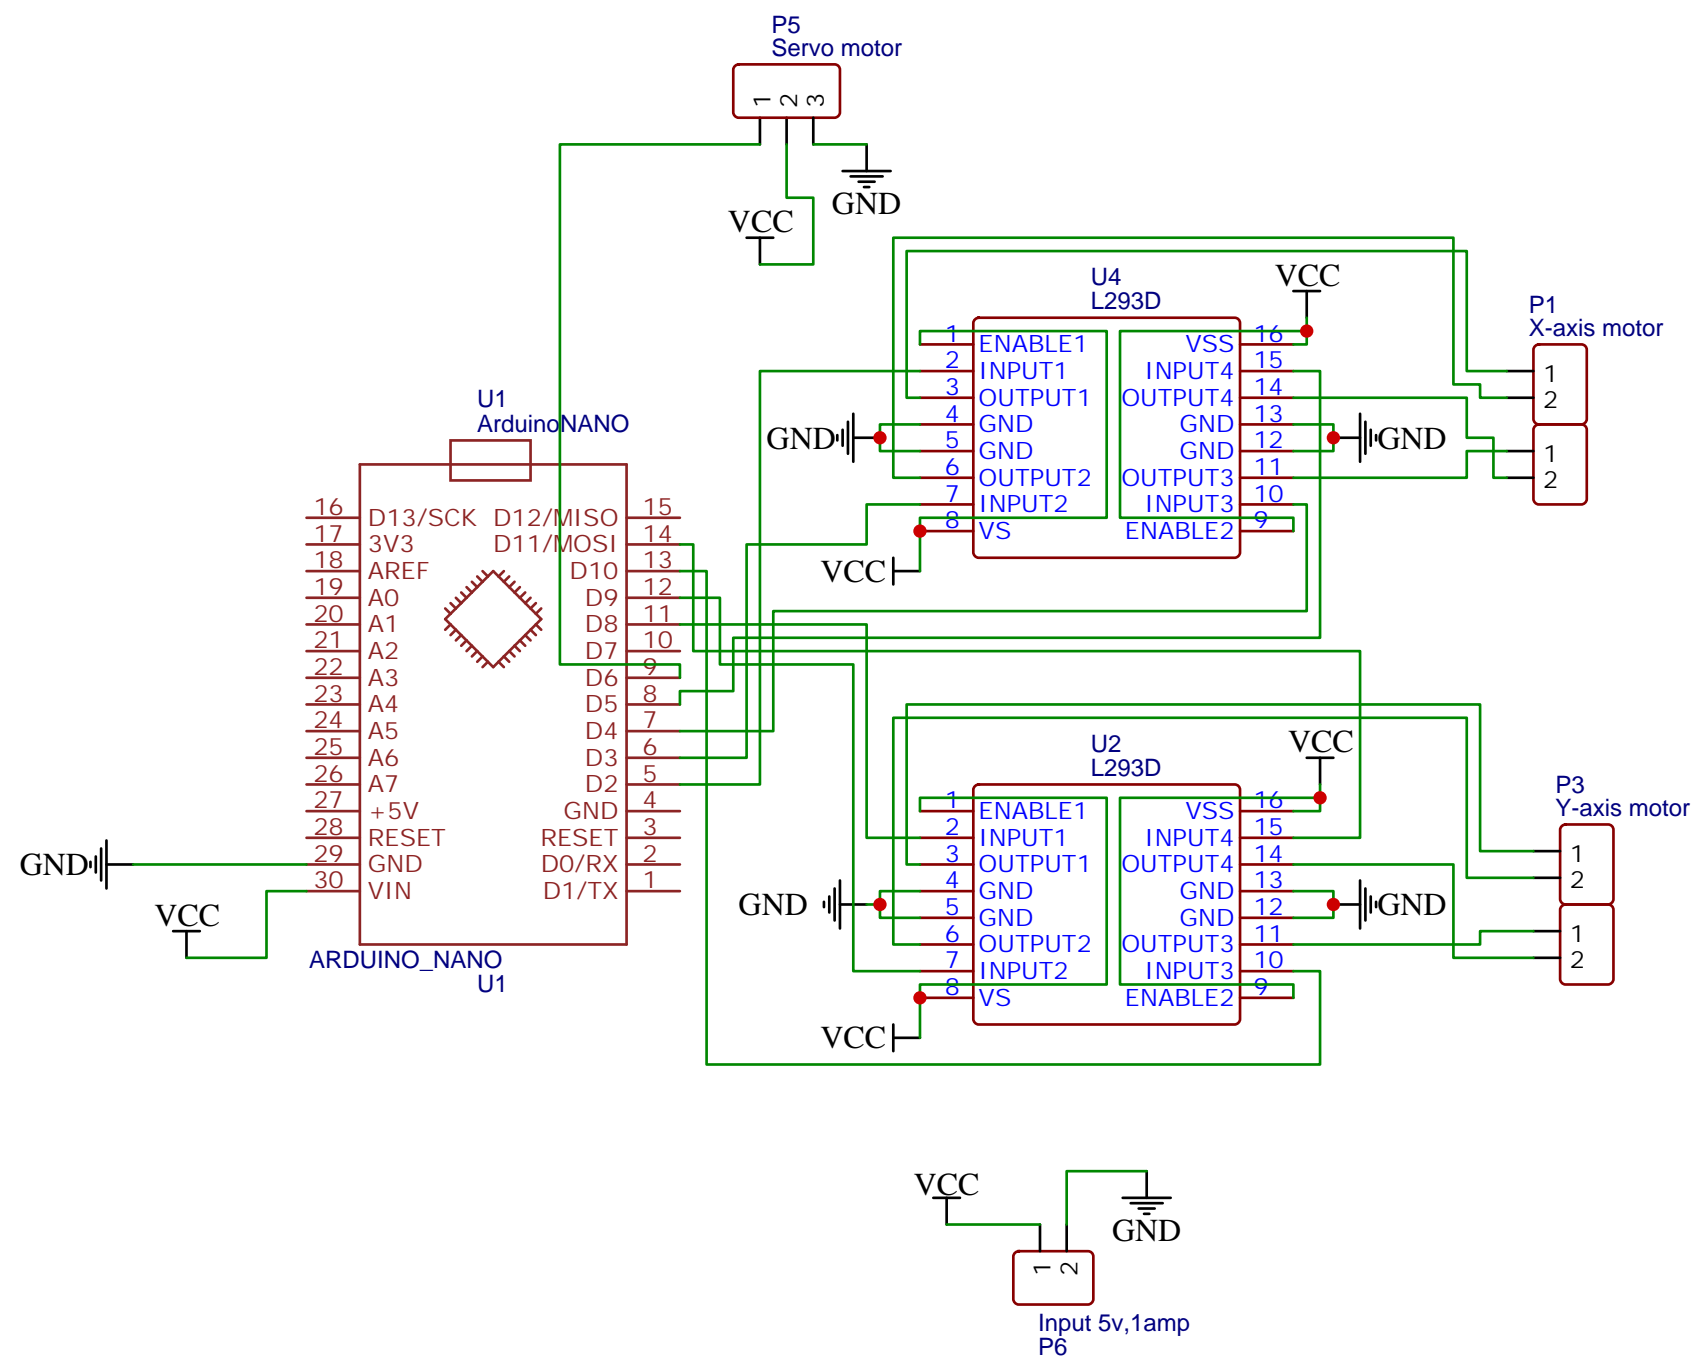 P5
Servo motor
1 2 3
GND
VCC
U4
L293D
VCC
1 ENABLE1 VSS 16
2 INPUT1 INPUT4 15
3 OUTPUT1 OUTPUT4 14
4 GND GND 13
5 GND GND 12
6 OUTPUT2 OUTPUT3 11
7 INPUT2 INPUT3 10
8 VS ENABLE2 9
GND
GND
VCC
P1
X-axis motor
1
2
1
2
U1
ArduinoNANO
16 D13/SCK D12/MISO 15
17 3V3 D11/MOSI 14
18 AREF D10 13
19 A0 D9 12
20 A1 D8 11
21 A2 D7 10
22 A3 D6 9
23 A4 D5 8
24 A5 D4 7
25 A6 D3 6
26 A7 D2 5
27 +5V GND 4
28 RESET RESET 3
29 GND D0/RX 2
30 VIN D1/TX 1
GND
VCC
ARDUINO_NANO
U1
U2
L293D
VCC
1 ENABLE1 VSS 16
2 INPUT1 INPUT4 15
3 OUTPUT1 OUTPUT4 14
4 GND GND 13
5 GND GND 12
6 OUTPUT2 OUTPUT3 11
7 INPUT2 INPUT3 10
8 VS ENABLE2 9
GND
GND
VCC
P3
Y-axis motor
1
2
1
2
VCC
GND
1 2
Input 5v,1amp
P6